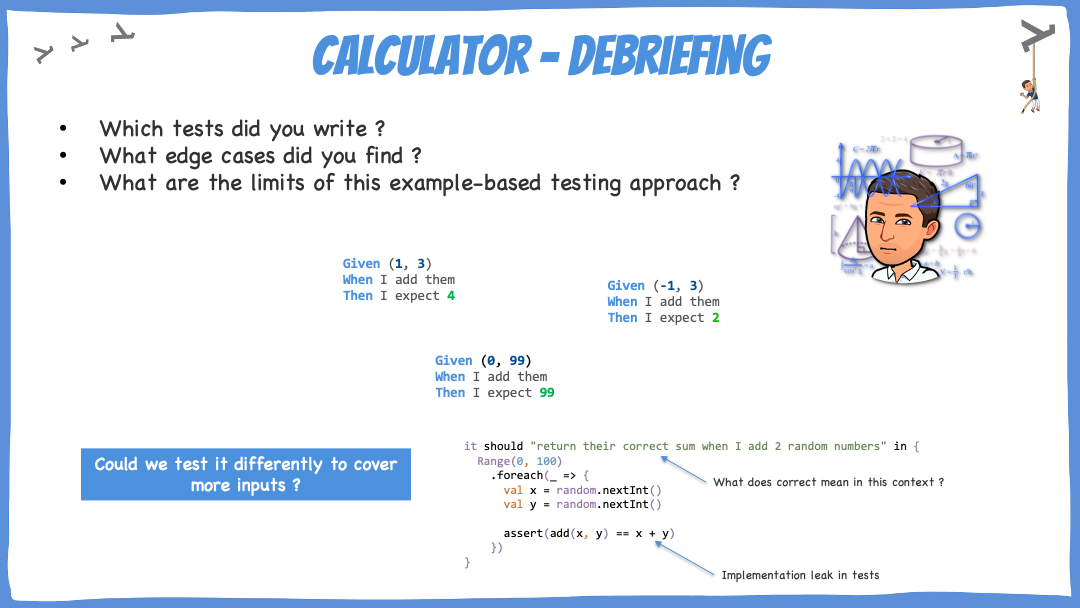 CALCULATOR - DEBRIEFING
• Which tests did you write ?
• What edge cases did you find ?
• What are the limits of this example-based testing approach ?
Given (1, 3)
When I add them
Then I expect 4
Given (-1, 3)
When I add them
Then I expect 2
Given (0, 99)
When I add them
Then I expect 99
Could we test it differently to cover
more inputs ?
it should "return their correct sum when I add 2 random numbers" in {
Range(0, 100)
.foreach(_ => {
val x = random.nextInt()
val y = random.nextInt()
assert(add(x, y) == x + y)
})
}
What does correct mean in this context ?
Implementation leak in tests